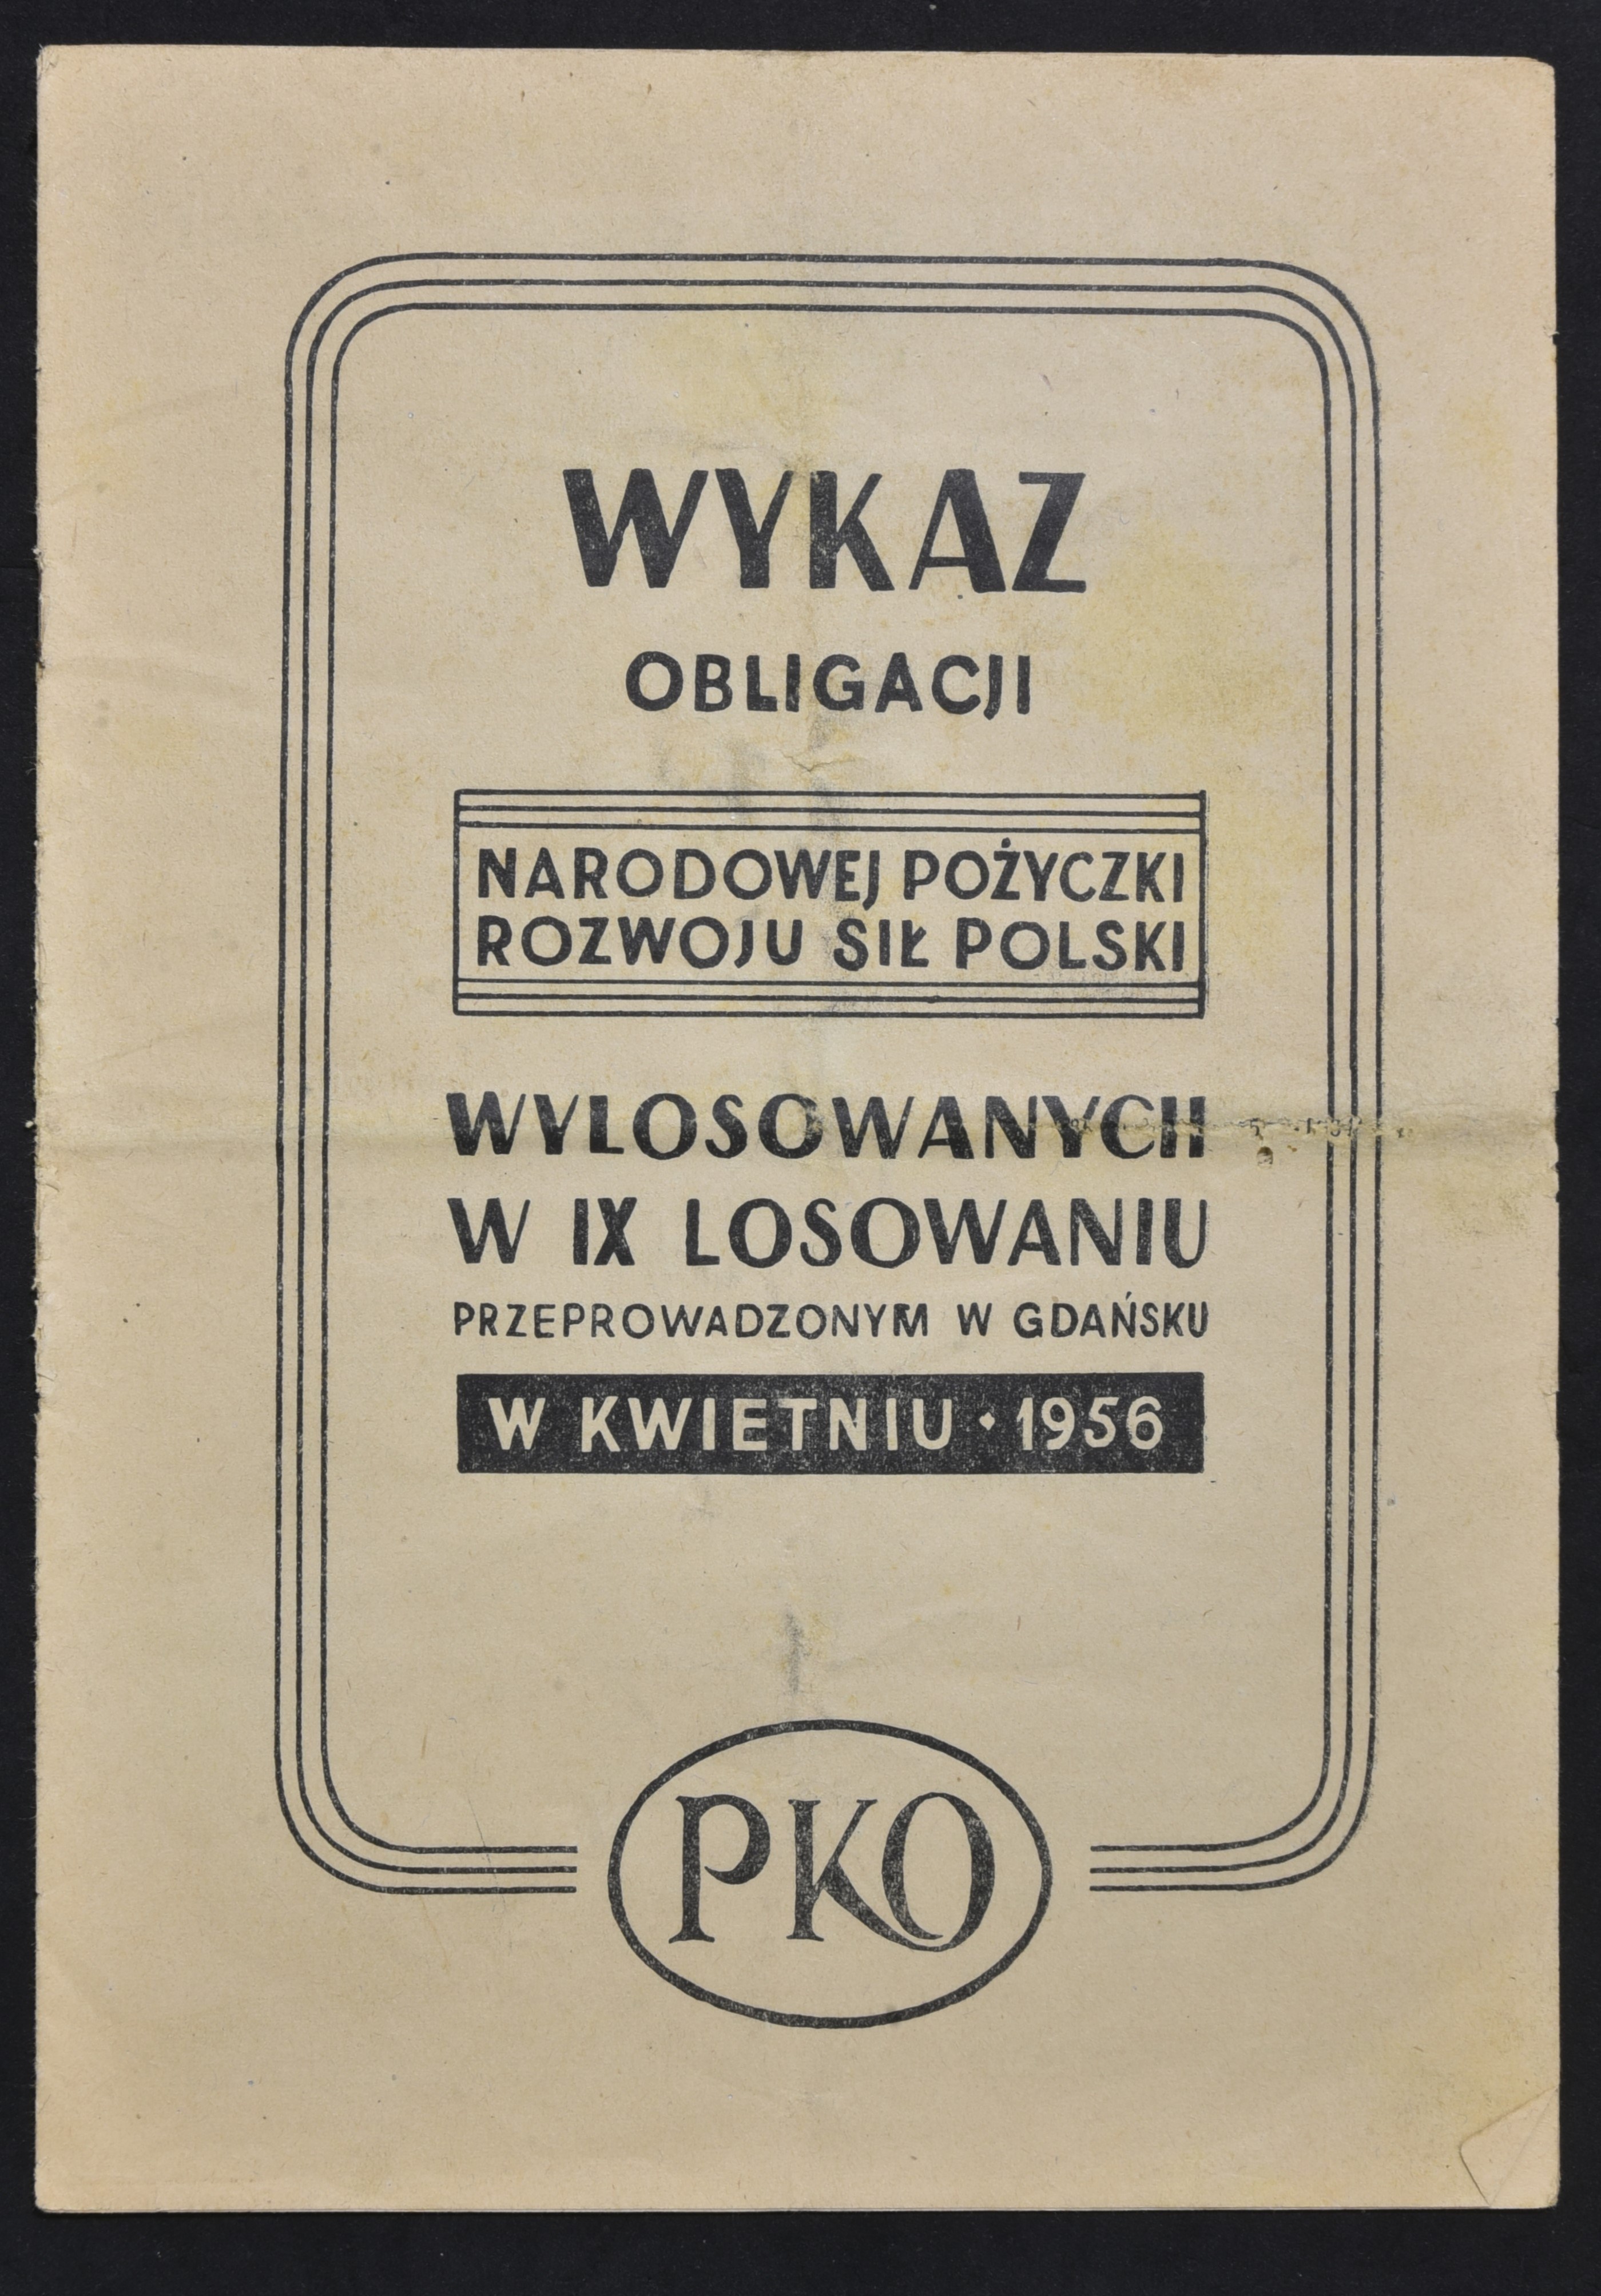 WYKAZ
OBLIGACJI
NARODOWEJ POŻYCZKI
ROZWOJU SIŁ POLSKI
WYLOSOWANYCH
W IX LOSOWANIU
PRZEPROWADZONYM W GDAŃSKU
W KWIETNIU • 1956
PKO